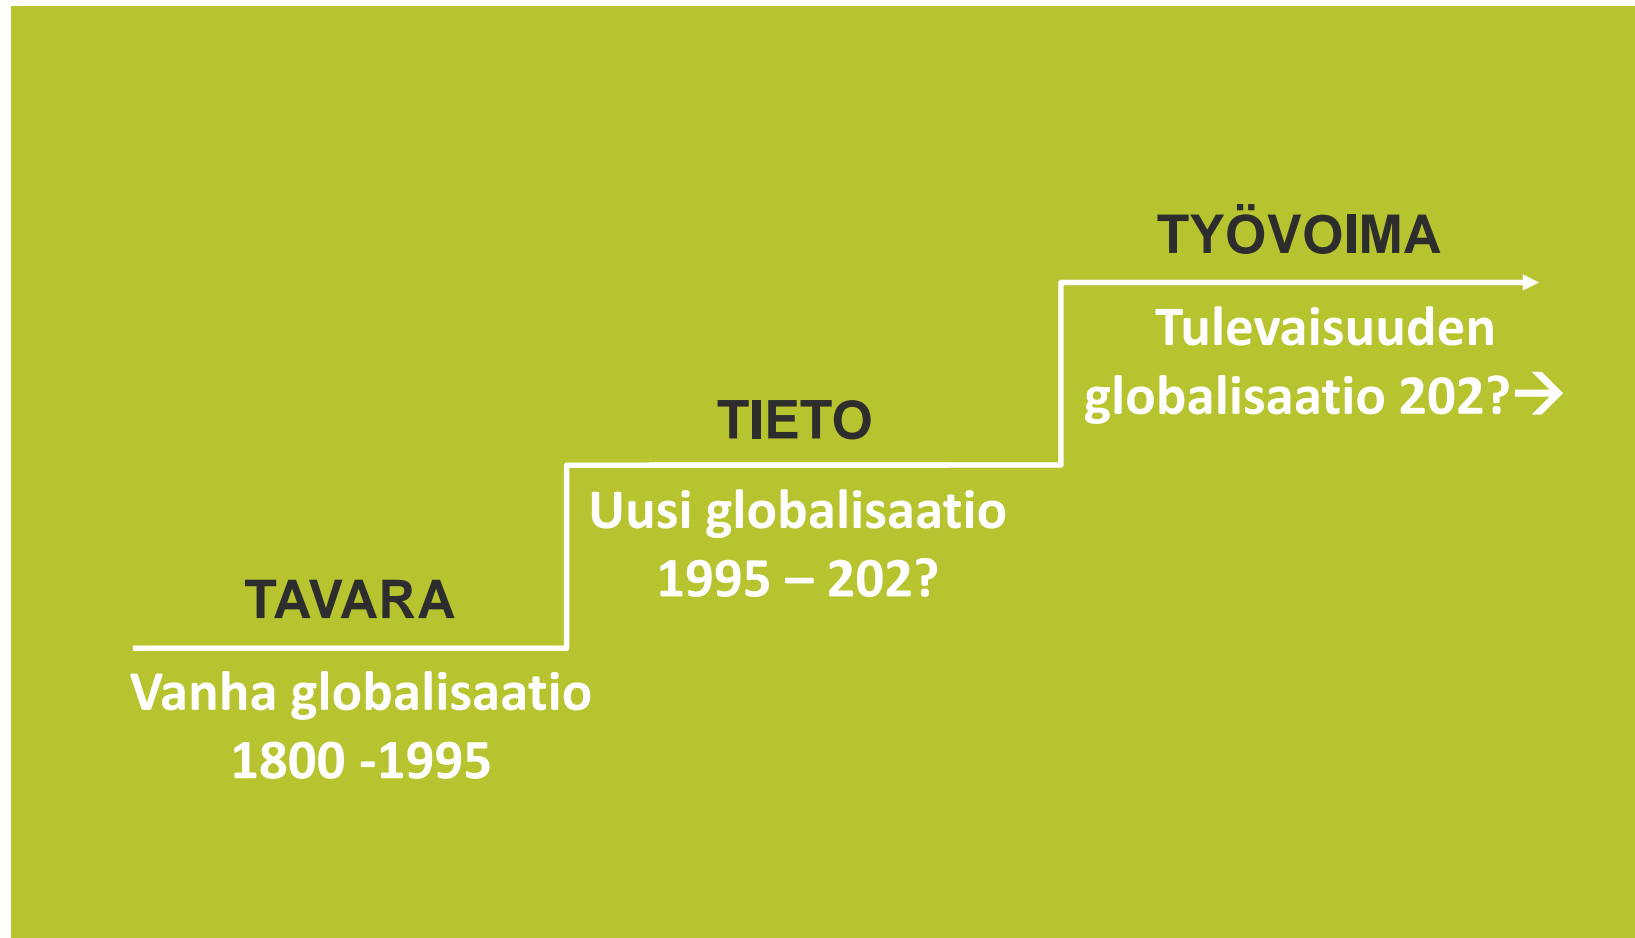 TAVARA
Vanha globalisaatio
1800 -1995
TIETO
Uusi globalisaatio
1995 – 202?
TYÖVOIMA
Tulevaisuuden
globalisaatio 202?→